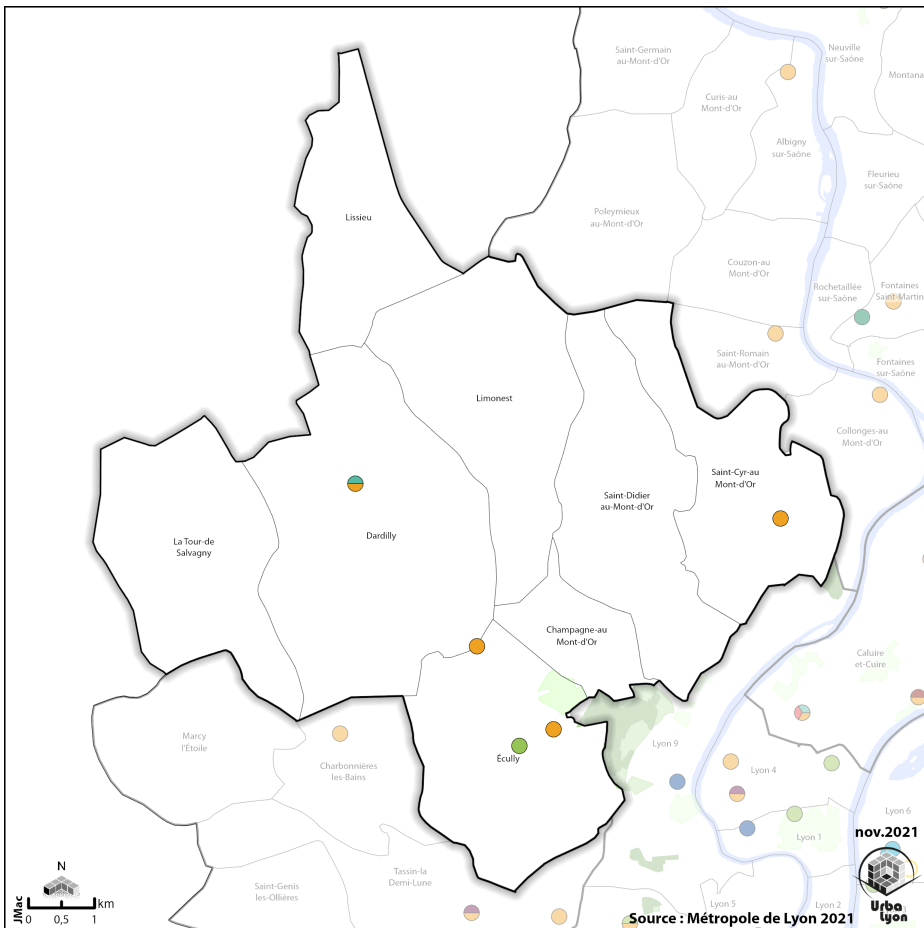 Saint-Germain
au-Mont-d'Or
Neuville
sur-Saône
Montana
Curis-au
Mont-d'Or
Albigny
sur-Saône
Fleurieu
sur-Saône
Lissieu
Poleymieux
au-Mont-d'Or
Couzon-au
Mont-d'Or
Rochetaillée
sur-Saône
Fontaines
Saint-Martin
Saint-Romain
au-Mont-d'Or
Fontaines
sur-Saône
Limonest
Collonges-au
Mont-d'Or
Saint-Cyr-au
Mont-d'Or
Saint-Didier
au-Mont-d'Or
Dardilly
La Tour-de
Salvagny
Champagne-au
Mont-d'Or
Caluire
et-Cuire
Marcy
l'Étoile
Charbonnières
les-Bains
Écully
Lyon 9
Lyon 4
Lyon 6
Lyon 1
nov.2021
Tassin-la
Demi-Lune
Saint-Genis
les-Ollières
Lyon 5
Lyon 2
N
km
0 0,5 1
JMac
Source : Métropole de Lyon 2021
Urba
Lyon